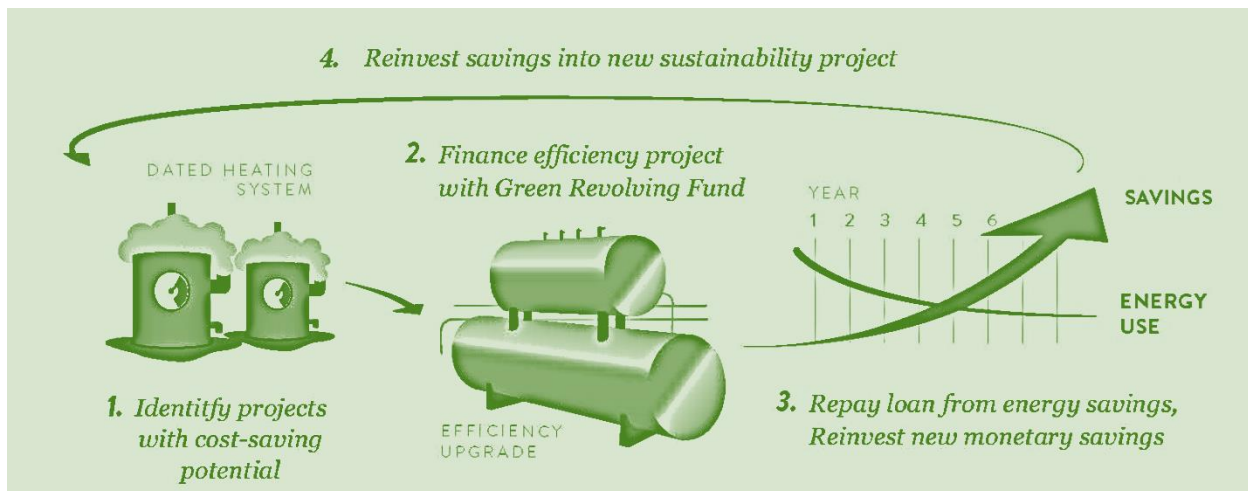 4. Reinvest savings into new sustainability project
DATED HEATING
SYSTEM
1. Identitfy projects
with cost-saving
potential
2. Finance efficiency project
with Green Revolving Fund
EFFICIENCY
UPGRADE
YEAR
1 2 3 4 5 6
SAVINGS
ENERGY
USE
3. Repay loan from energy savings,
Reinvest new monetary savings